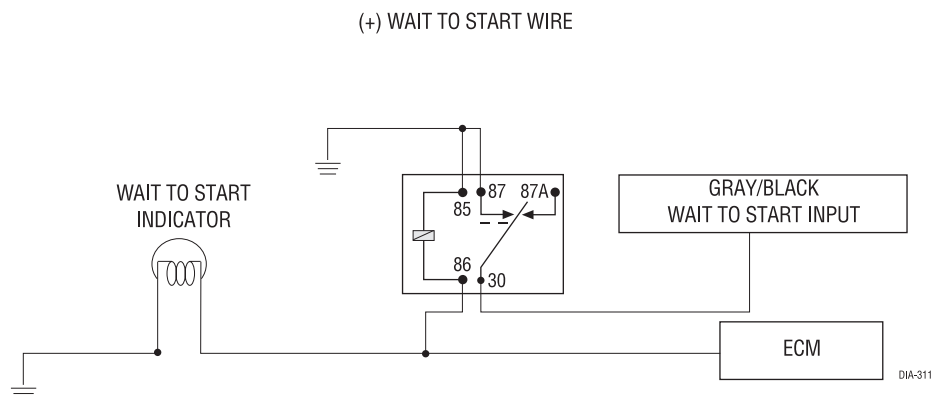 (+) WAIT TO START WIRE
WAIT TO START
INDICATOR
87 87A
85
86
30
GRAY/BLACK
WAIT TO START INPUT
ECM
DIA-311